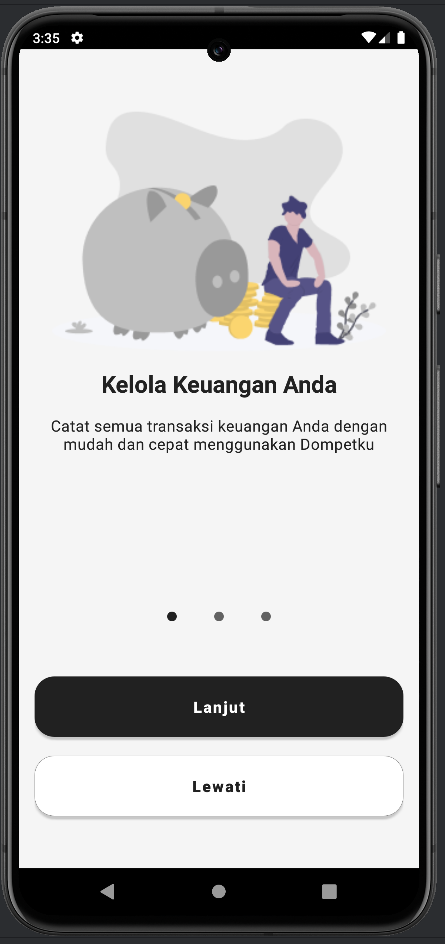 3:35
Kelola Keuangan Anda
Catat semua transaksi keuangan Anda dengan
mudah dan cepat menggunakan Dompetku
Lanjut
Lewati